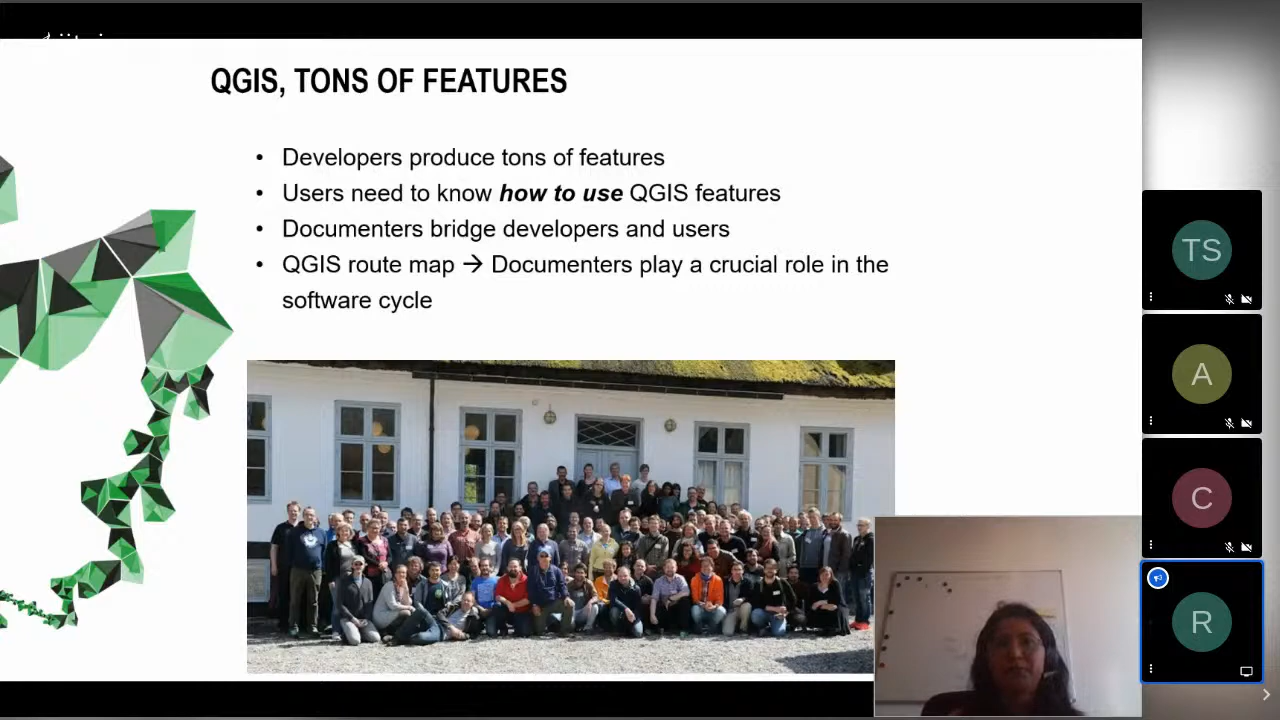 QGIS, TONS OF FEATURES
• Developers produce tons of features
• Users need to know how to use QGIS features
• Documenters bridge developers and users
• QGIS route map → Documenters play a crucial role in the
software cycle
TS
A
C
R